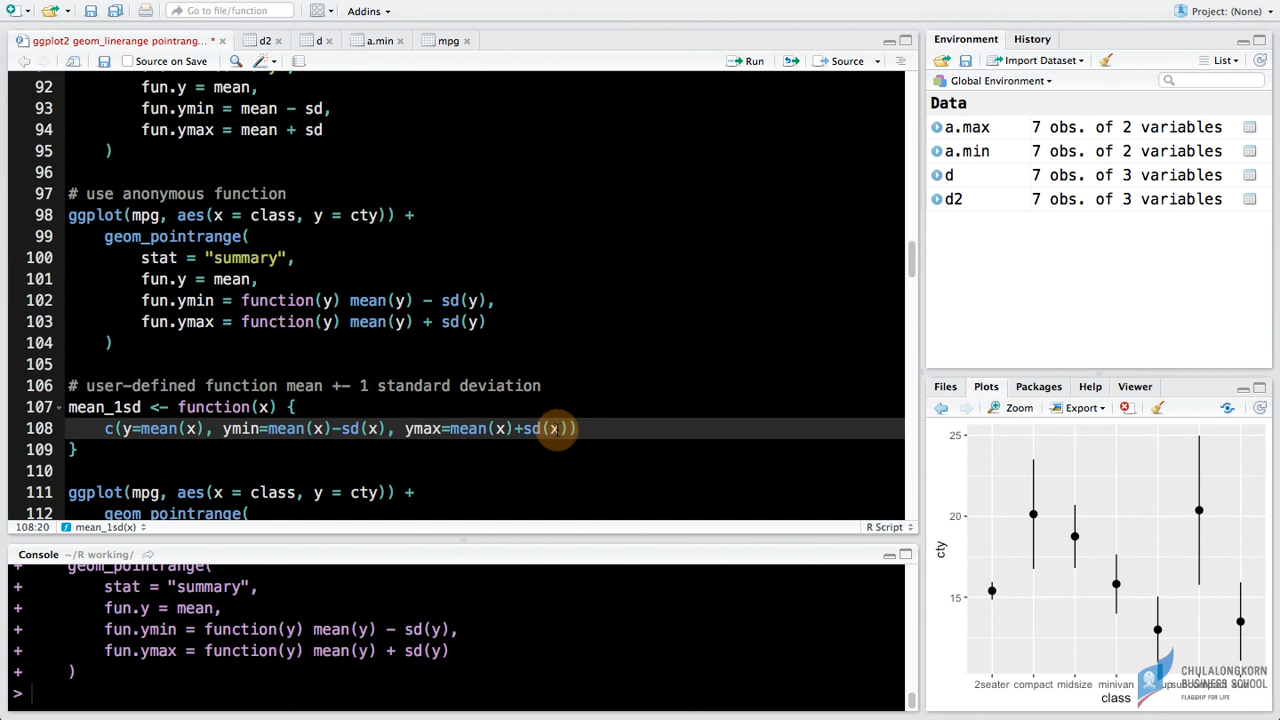 Go to file/function
Addins
Project: (None)
ggplot2 geom_linerange pointrang... *
d2
d
a.min
mpg
Source on Save
Run
Source
92 fun.y = mean,
93 fun.ymin = mean - sd,
94 fun.ymax = mean + sd
95 )
96
97 # use anonymous function
98 ggplot(mpg, aes(x = class, y = cty)) +
99 geom_pointrange(
100 stat = "summary",
101 fun.y = mean,
102 fun.ymin = function(y) mean(y) - sd(y),
103 fun.ymax = function(y) mean(y) + sd(y)
104 )
105
106 # user-defined function mean +- 1 standard deviation
107 mean_1sd <- function(x) {
108 c(y=mean(x), ymin=mean(x)-sd(x), ymax=mean(x)+sd(x))
109 }
110
111 ggplot(mpg, aes(x = class, y = cty)) +
112 geom_pointrange(
108:20 mean_1sd(x) R Script
Console ~/R working/
geom_pointrange(
+ stat = "summary",
+ fun.y = mean,
+ fun.ymin = function(y) mean(y) - sd(y),
+ fun.ymax = function(y) mean(y) + sd(y)
+ )
>
Environment History
Import Dataset List
Global Environment
Data
a.max 7 obs. of 2 variables
a.min 7 obs. of 2 variables
d 7 obs. of 3 variables
d2 7 obs. of 3 variables
Files Plots Packages Help Viewer
Zoom Export
25
20
15
cty
2seater compact midsize minivan
class
CHULALONGKORN
BUSINESS SCHOOL
FLAGSHIP FOR LIFE